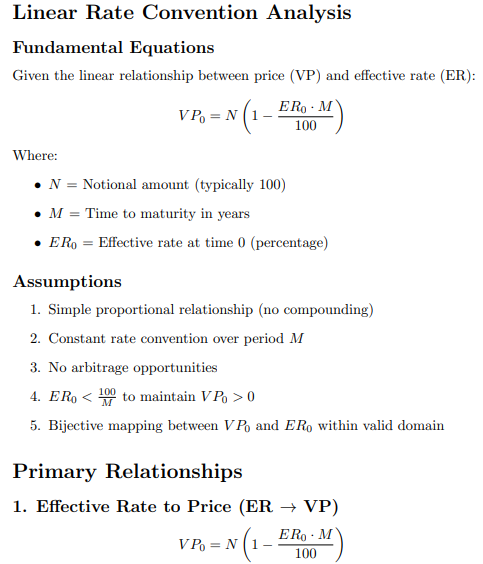 Linear Rate Convention Analysis
Fundamental Equations
Given the linear relationship between price (VP) and effective rate (ER):
$VP_0 = N\left(1 - \frac{ER_0 \cdot M}{100}\right)$
Where:
• $N$ = Notional amount (typically 100)
• $M$ = Time to maturity in years
• $ER_0$ = Effective rate at time 0 (percentage)
Assumptions
1. Simple proportional relationship (no compounding)
2. Constant rate convention over period $M$
3. No arbitrage opportunities
4. $ER_0 < \frac{100}{M}$ to maintain $VP_0 > 0$
5. Bijective mapping between $VP_0$ and $ER_0$ within valid domain
Primary Relationships
1. Effective Rate to Price (ER → VP)
$VP_0 = N\left(1 - \frac{ER_0 \cdot M}{100}\right)$